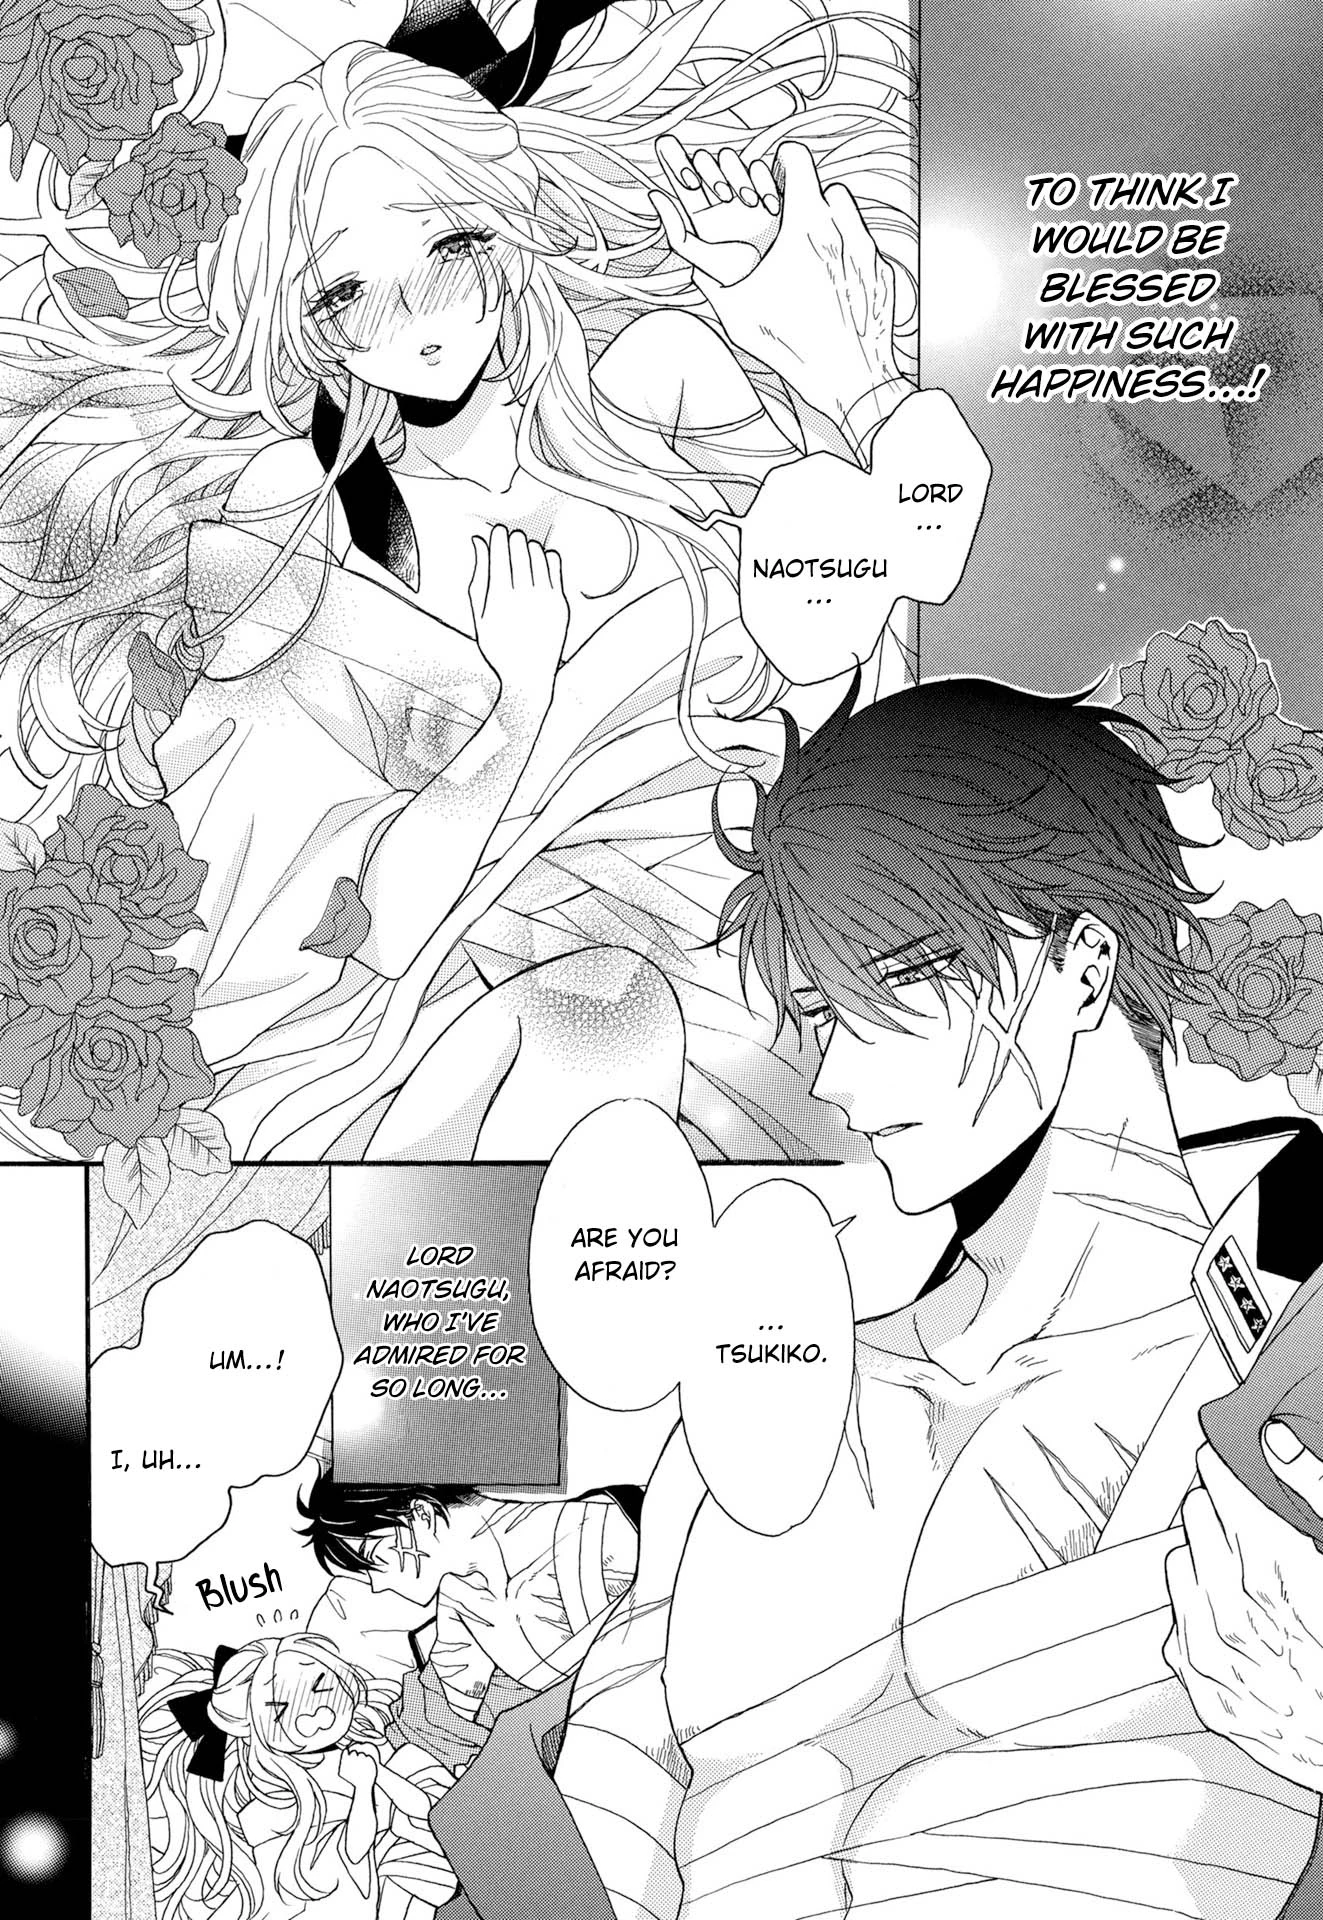 TO THINK I
WOULD BE
BLESSED
WITH SUCH
HAPPINESS...!
LORD
...
NAOTSUGU
...
...
TSUKIKO.
ARE YOU
AFRAID?
LORD
NAOTSUGU,
WHO I'VE
ADMIRED FOR
SO LONG...
UM...!
I, UH...
Blush